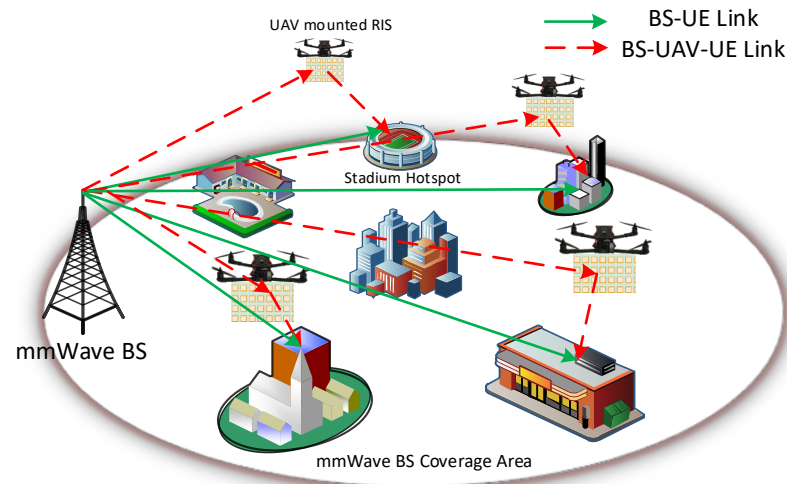 UAV mounted RIS
BS-UE Link
BS-UAV-UE Link
Stadium Hotspot
mmWave BS
mmWave BS Coverage Area